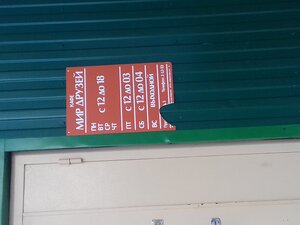 КАФЕ
МИР ДРУЗЕЙ
ПН
ВТ с 12 до 18
СР
ЧТ
ПТ с 12 до 03
СБ с 12 до 04
ВС ВЫХОДНОЙ